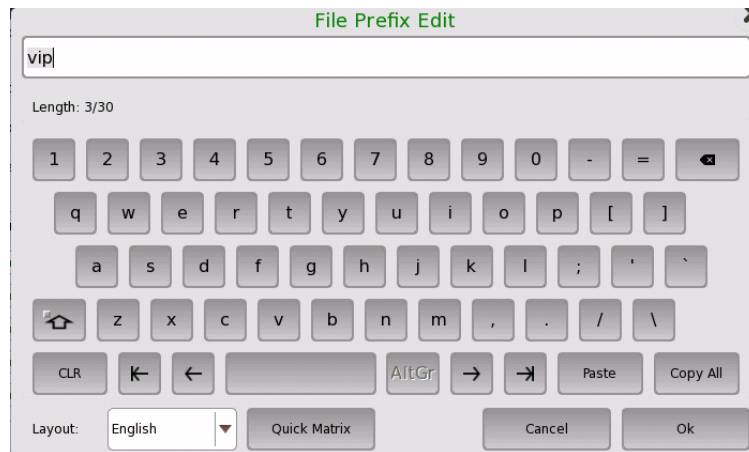 File Prefix Edit
vip
Length: 3/30
1 2 3 4 5 6 7 8 9 0 - =
q w e r t y u i o p [ ]
a s d f g h j k l ; ' `
z x c v b n m , . / \
CLR AltGr Paste Copy All
Layout: English Quick Matrix Cancel Ok